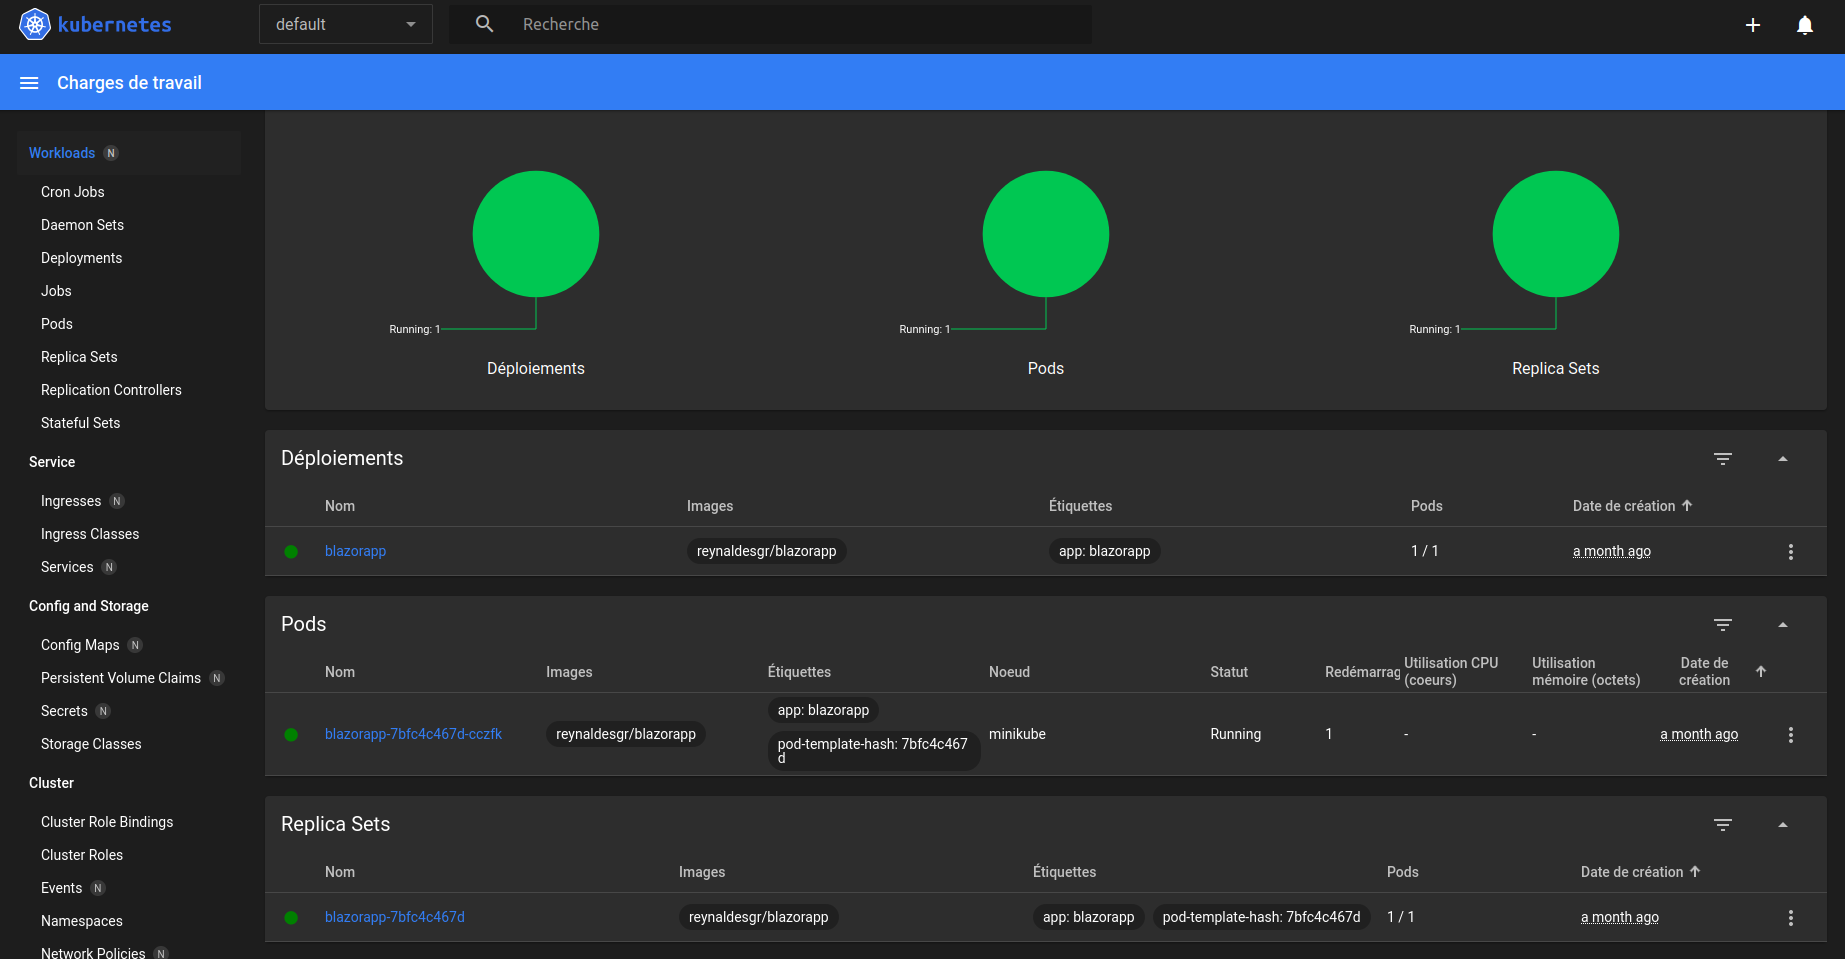 kubernetes
default
Recherche
Charges de travail
Workloads N
Cron Jobs
Daemon Sets
Deployments
Jobs
Pods
Replica Sets
Replication Controllers
Stateful Sets
Service
Ingresses N
Ingress Classes
Services N
Config and Storage
Config Maps N
Persistent Volume Claims N
Secrets N
Storage Classes
Cluster
Cluster Role Bindings
Cluster Roles
Events N
Namespaces
Network Policies N
Running: 1
Déploiements
Running: 1
Pods
Running: 1
Replica Sets
Déploiements
Nom Images Étiquettes Pods Date de création
blazorapp reynaldesgr/blazorapp app: blazorapp 1 / 1 a month ago
Pods
Nom Images Étiquettes Noeud Statut Redémarrag Utilisation CPU (coeurs) Utilisation mémoire (octets) Date de création
blazorapp-7bfc4c467d-cczfk reynaldesgr/blazorapp app: blazorapp minikube Running 1 - - a month ago
pod-template-hash: 7bfc4c467
d
Replica Sets
Nom Images Étiquettes Pods Date de création
blazorapp-7bfc4c467d reynaldesgr/blazorapp app: blazorapp pod-template-hash: 7bfc4c467d 1 / 1 a month ago